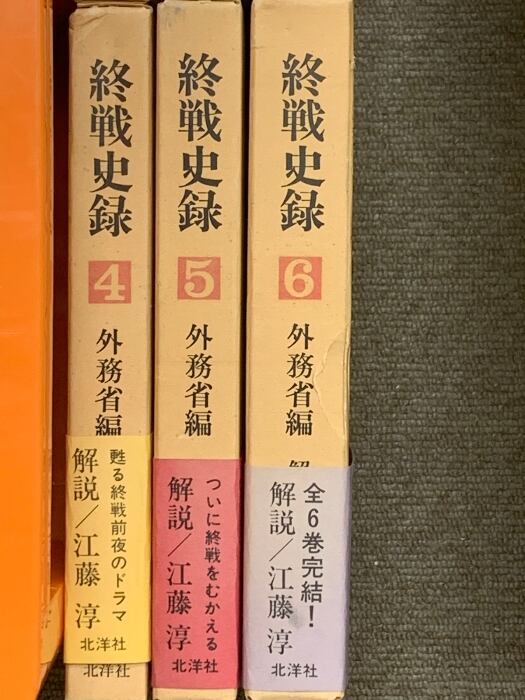 終戦史録
4
外務省編
甦る終戦前夜のドラマ
解説／江藤 淳
北洋社
北洋社
終戦史録
5
外務省編
ついに終戦をむかえる
解説／江藤 淳
北洋社
終戦史録
6
外務省編
全6巻完結！
解説／江藤 淳
北洋社